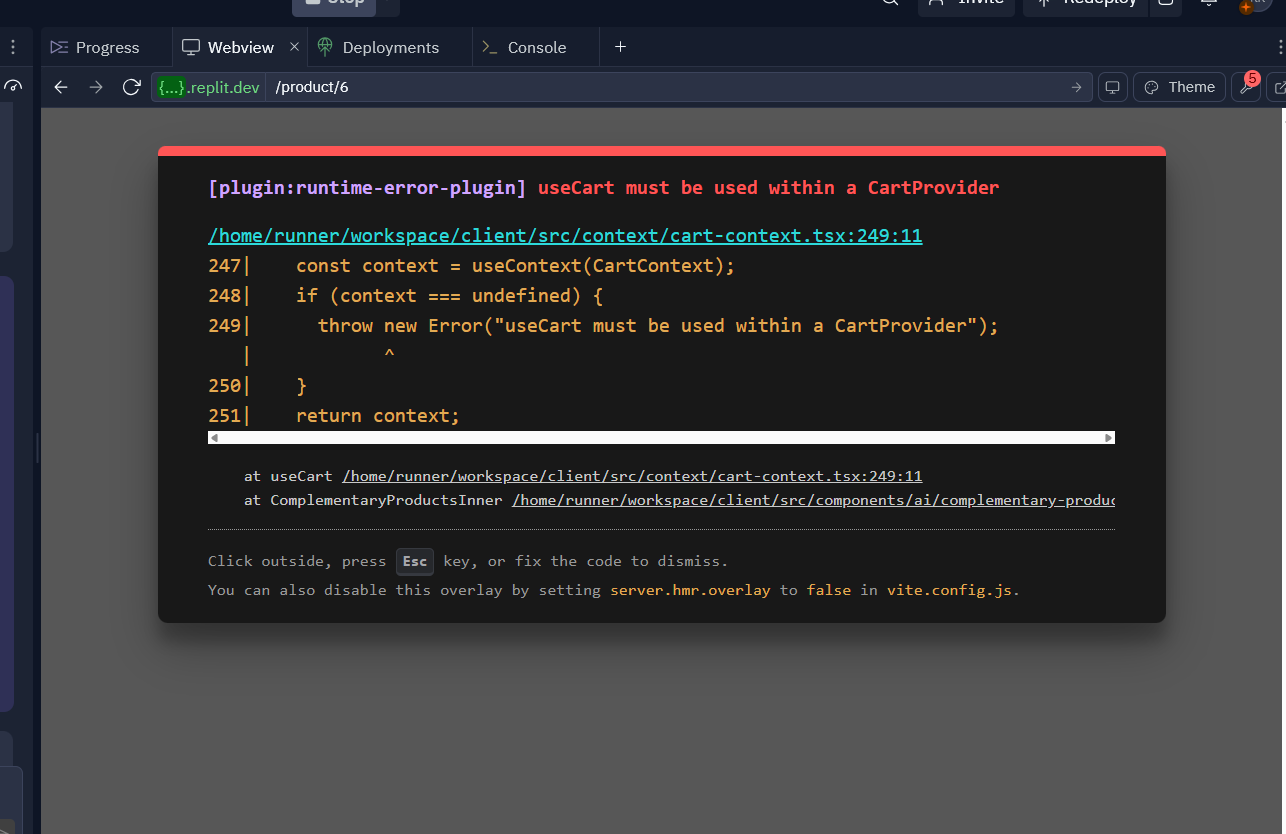 Stop
Invite
Redeploy
Progress
Webview
Deployments
Console
{...}.replit.dev
/product/6
Theme
5
[plugin:runtime-error-plugin] useCart must be used within a CartProvider
/home/runner/workspace/client/src/context/cart-context.tsx:249:11
247|    const context = useContext(CartContext);
248|    if (context === undefined) {
249|      throw new Error("useCart must be used within a CartProvider");
   |            ^
250|    }
251|    return context;
at useCart /home/runner/workspace/client/src/context/cart-context.tsx:249:11
at ComplementaryProductsInner /home/runner/workspace/client/src/components/ai/complementary-produc
Click outside, press Esc key, or fix the code to dismiss.
You can also disable this overlay by setting server.hmr.overlay to false in vite.config.js.